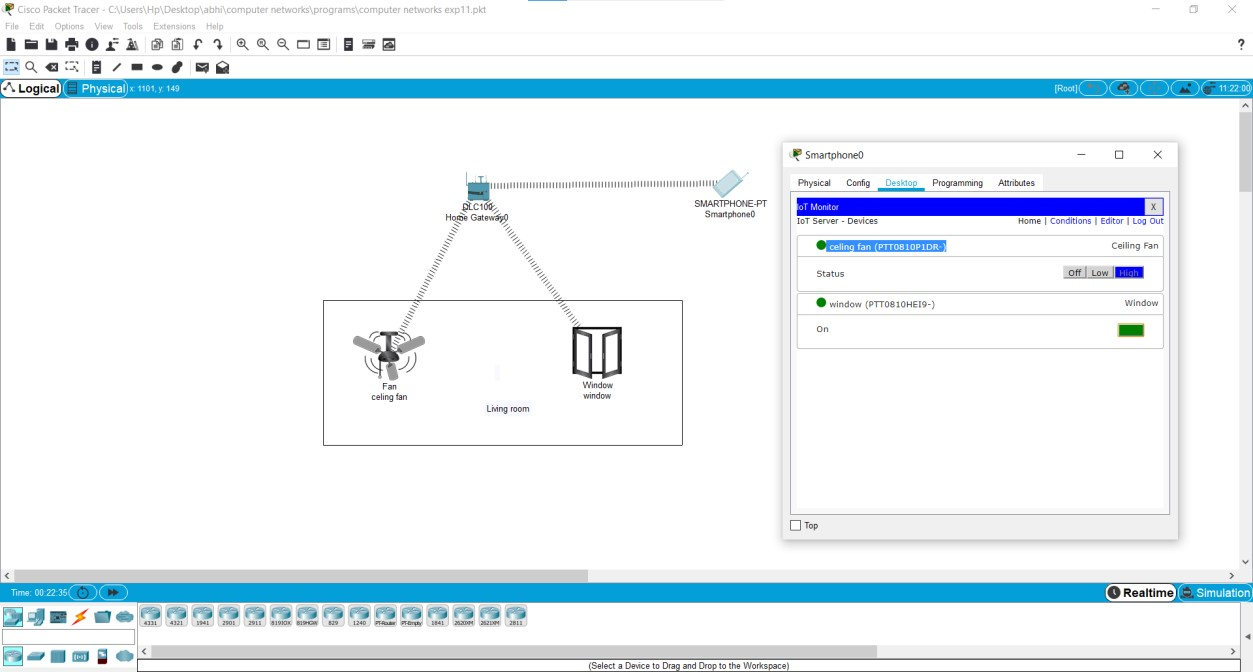 Cisco Packet Tracer - C:\Users\Hp\Desktop\abhi\computer networks\programs\computer networks exp11.pkt
File Edit Options View Tools Extensions Help
?
Logical Physical x: 1101, y: 149 [Root] 11:22:00
Smartphone0
Physical Config Desktop Programming Attributes
IoT Monitor X
IoT Server - Devices Home | Conditions | Editor | Log Out
celing fan (PTT0810P1DR-) Ceiling Fan
Status Off Low High
window (PTT0810HEI9-) Window
On
Top
DLC100
Home Gateway0
SMARTPHONE-PT
Smartphone0
Fan
celing fan
Window
window
Living room
Time: 00:22:35 Realtime Simulation
4331 4321 1941 2901 2911 819IOX 819HGW 829 1240 PT-Router PT-Empty 1841 2620XM 2621XM 2811
(Select a Device to Drag and Drop to the Workspace)